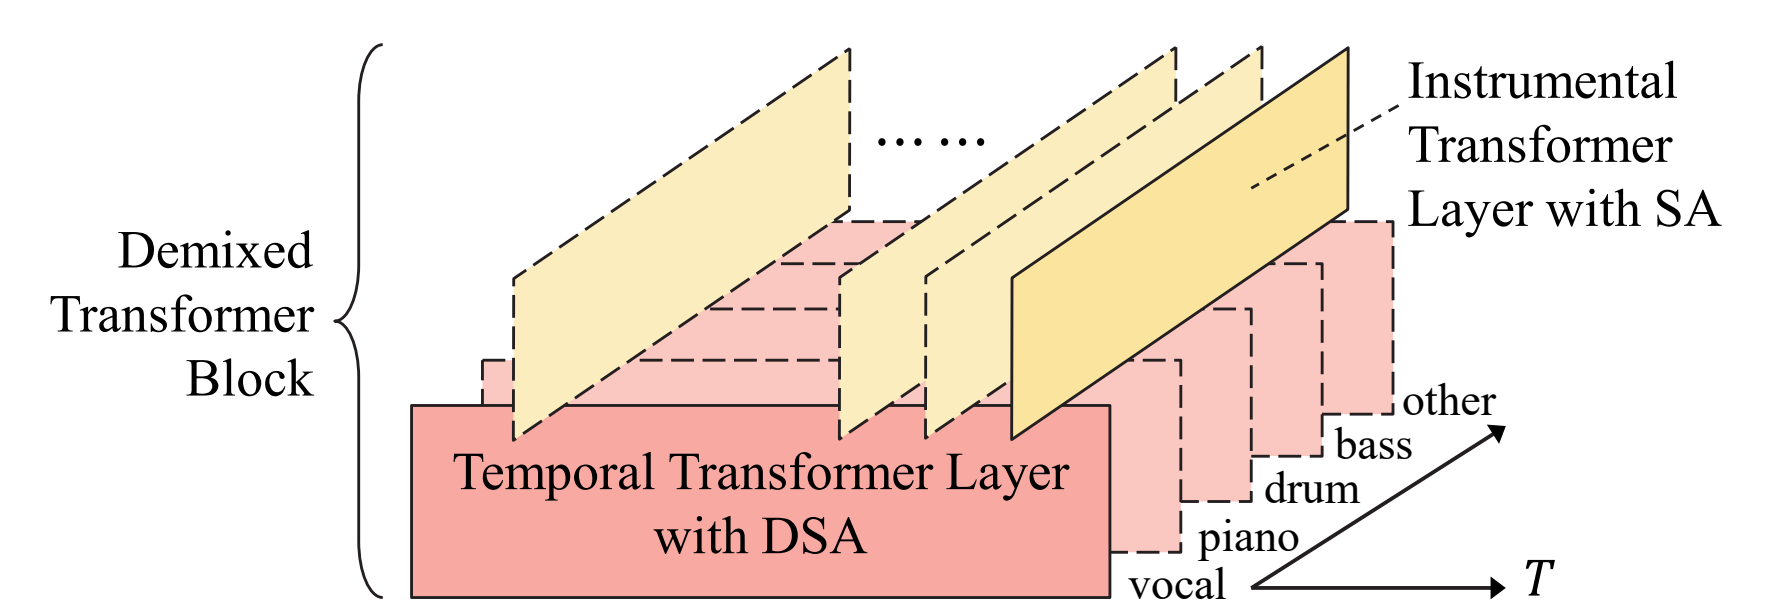 Demixed
Transformer
Block
……
Instrumental
Transformer
Layer with SA
Temporal Transformer Layer
with DSA
other
bass
drum
piano
vocal
T